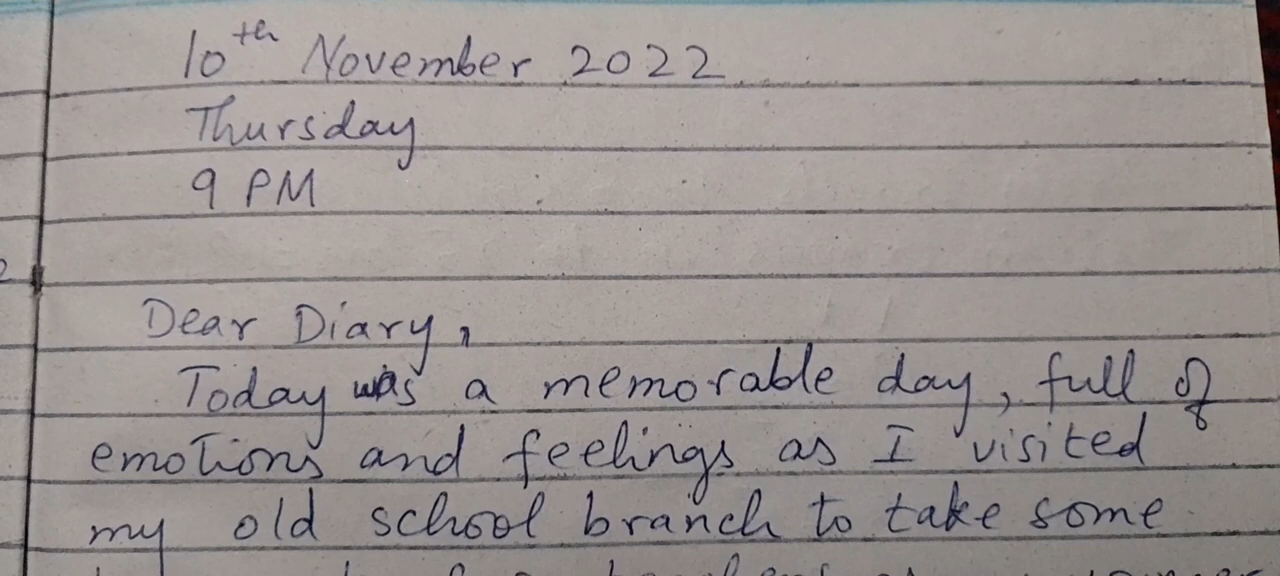 10th November 2022
Thursday
9 PM
Dear Diary,
Today was a memorable day, full of
emotions and feelings as I visited
my old school branch to take some